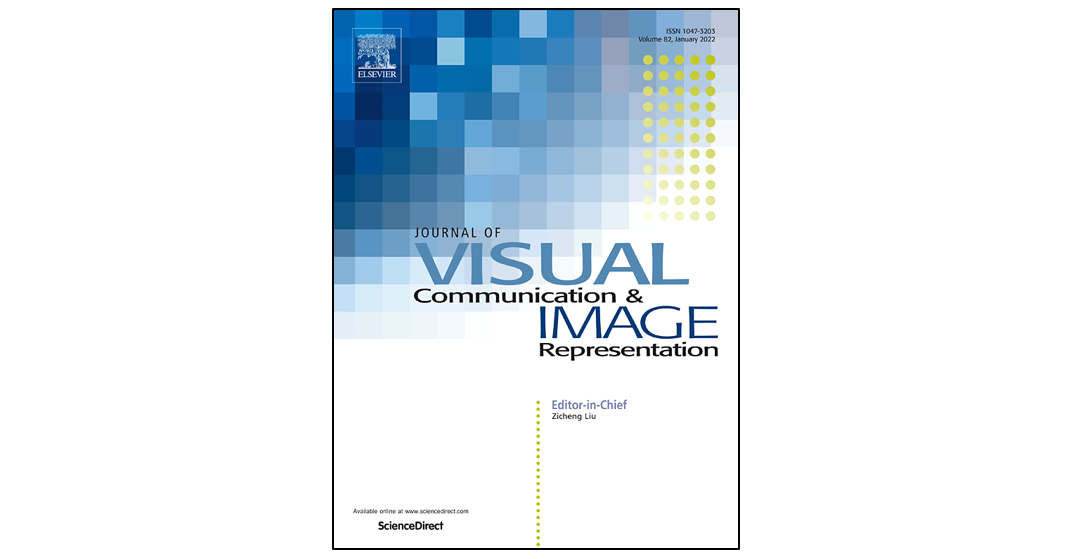 ISSN 1047-3203
Volume 82, January 2022
ELSEVIER
JOURNAL OF
VISUAL
Communication &
IMAGE
Representation
Editor-in-Chief
Zicheng Liu
Available online at www.sciencedirect.com
ScienceDirect